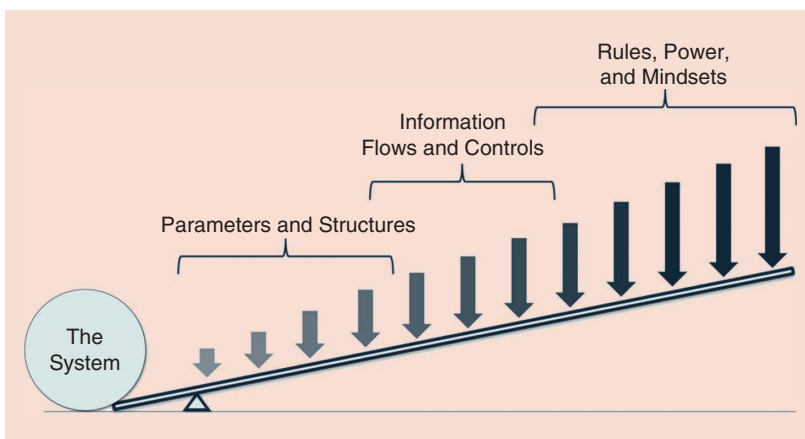 Rules, Power,
and Mindsets
Information
Flows and Controls
Parameters and Structures
The
System